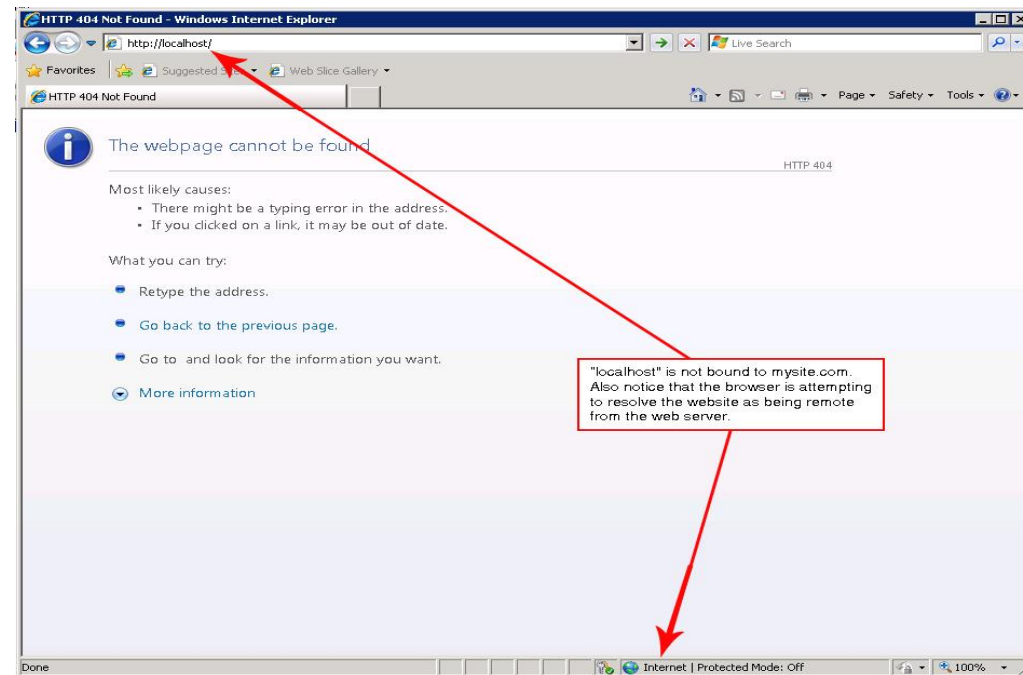 HTTP 404 Not Found - Windows Internet Explorer
http://localhost/
Live Search
Favorites
Suggested
Web Slice Gallery
HTTP 404 Not Found
Page
Safety
Tools
The webpage cannot be found
HTTP 404
Most likely causes:
• There might be a typing error in the address.
• If you clicked on a link, it may be out of date.
What you can try:
Retype the address.
Go back to the previous page.
Go to and look for the information you want.
More information
"localhost" is not bound to mysite.com.
Also notice that the browser is attempting
to resolve the website as being remote
from the web server.
Done
Internet | Protected Mode: Off
100%